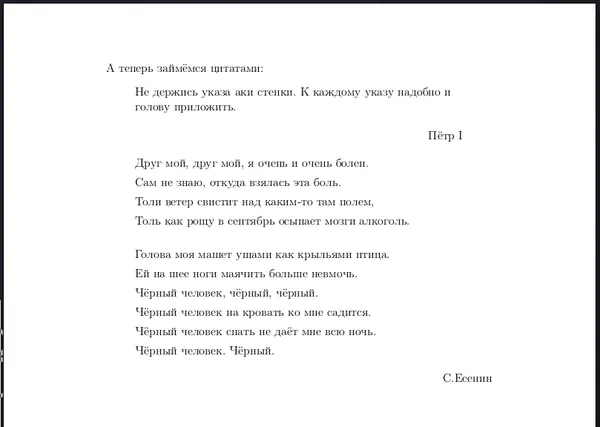 А теперь займёмся цитатами:
Не держись указа аки стенки. К каждому указу надобно и
голову приложить.
Пётр I
Друг мой, друг мой, я очень и очень болен.
Сам не знаю, откуда взялась эта боль.
Толи ветер свистит над каким-то там полем,
Толь как рощу в сентябрь осыпает мозги алкоголь.
Голова моя машет ушами как крыльями птица.
Ей на шее ноги маячить больше невмочь.
Чёрный человек, чёрный, чёрный.
Чёрный человек на кровать ко мне садится.
Чёрный человек спать не даёт мне всю ночь.
Чёрный человек. Чёрный.
С.Есенин